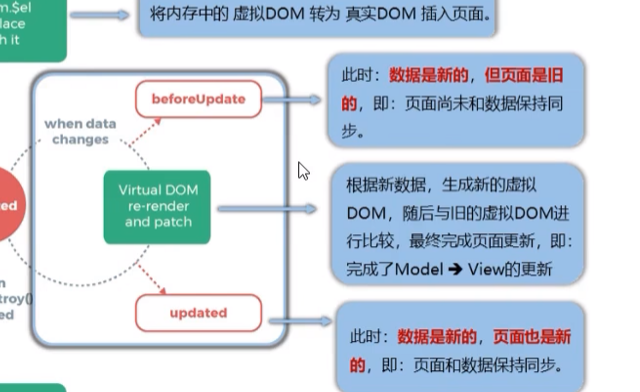 m.$el
lace
h it
将内存中的 虚拟DOM 转为 真实DOM 插入页面。
beforeUpdate
when data
changes
此时：数据是新的，但页面是旧
的，即：页面尚未和数据保持同
步。
ed
Virtual DOM
re-render
and patch
根据新数据，生成新的虚拟
DOM，随后与旧的虚拟DOM进
行比较，最终完成页面更新，即：
完成了Model ➔ View的更新
n
troy()
ed
updated
此时：数据是新的，页面也是新
的，即：页面和数据保持同步。